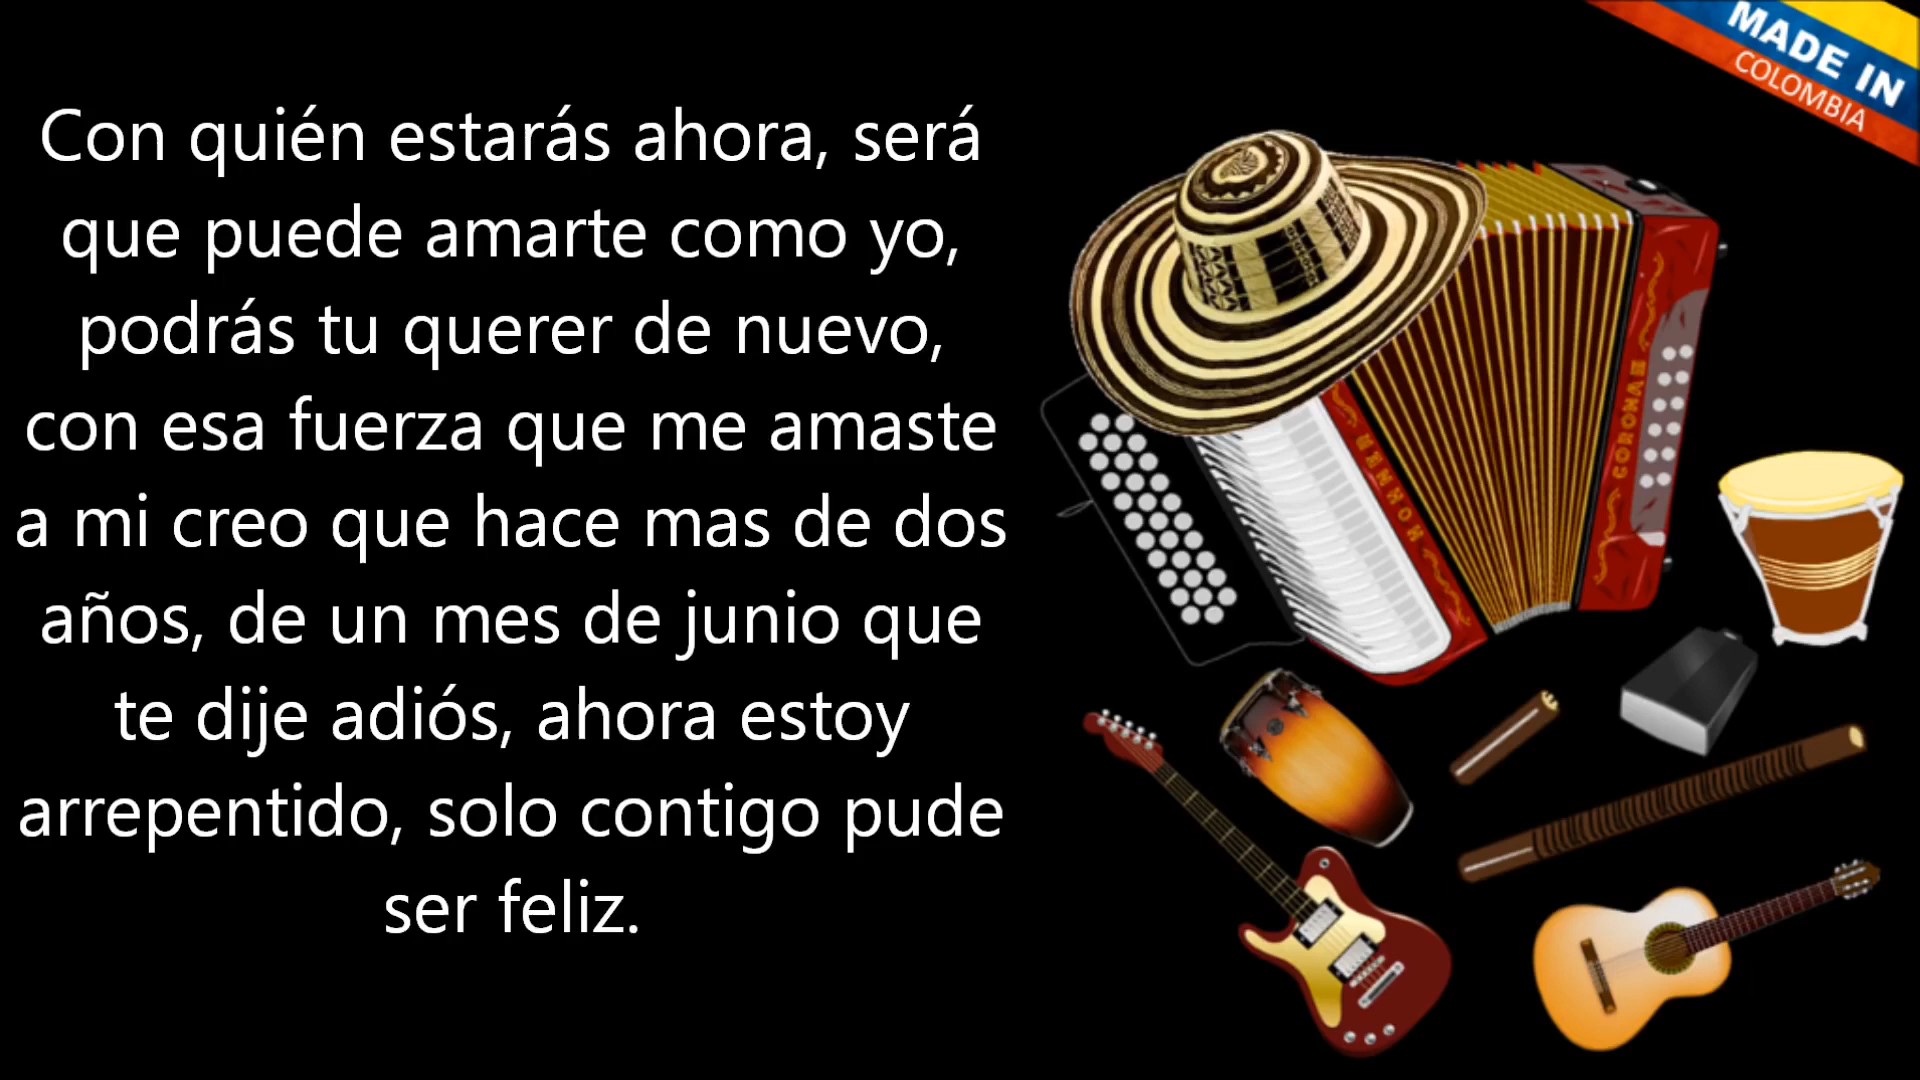 Con quién estarás ahora, será
que puede amarte como yo,
podrás tu querer de nuevo,
con esa fuerza que me amaste
a mi creo que hace mas de dos
años, de un mes de junio que
te dije adiós, ahora estoy
arrepentido, solo contigo pude
ser feliz.
MADE IN
COLOMBIA
HOHNER
CORONA III